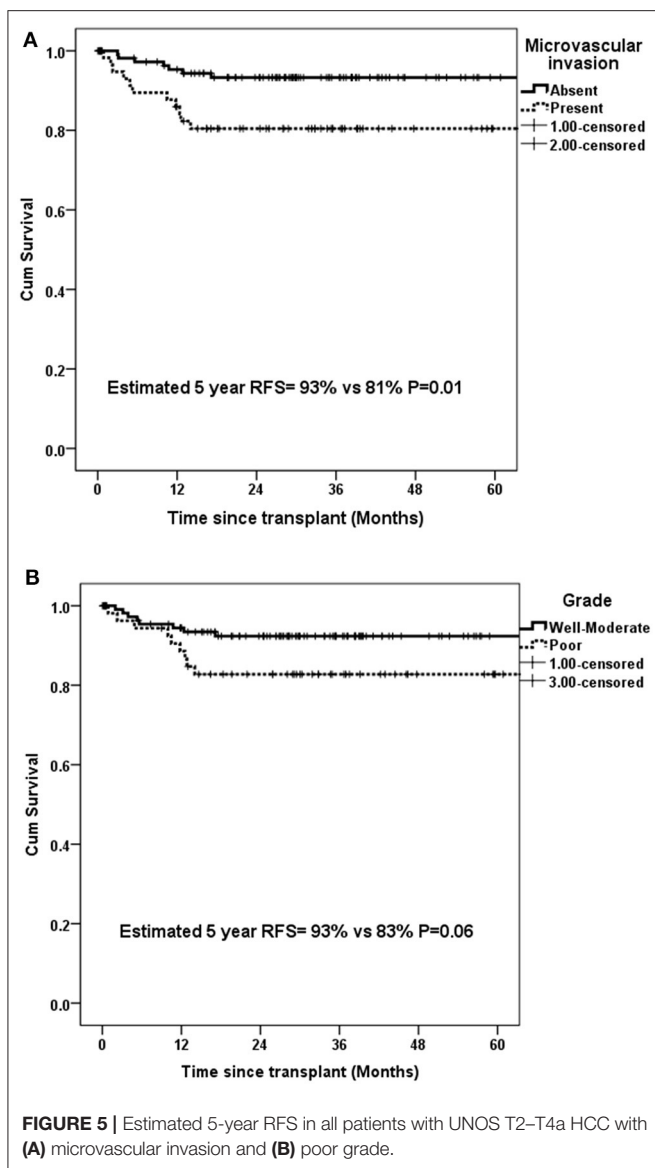 A
Microvascular
invasion
Absent
Present
1.00-censored
2.00-censored
1.0
0.8
0.6
0.4
0.2
0.0
Cum Survival
Estimated 5 year RFS= 93% vs 81% P=0.01
0 12 24 36 48 60
Time since transplant (Months)
B
Grade
Well-Moderate
Poor
1.00-censored
3.00-censored
1.0
0.8
0.6
0.4
0.2
0.0
Cum Survival
Estimated 5 year RFS= 93% vs 83% P=0.06
0 12 24 36 48 60
Time since transplant (Months)
FIGURE 5 | Estimated 5-year RFS in all patients with UNOS T2–T4a HCC with
(A) microvascular invasion and (B) poor grade.